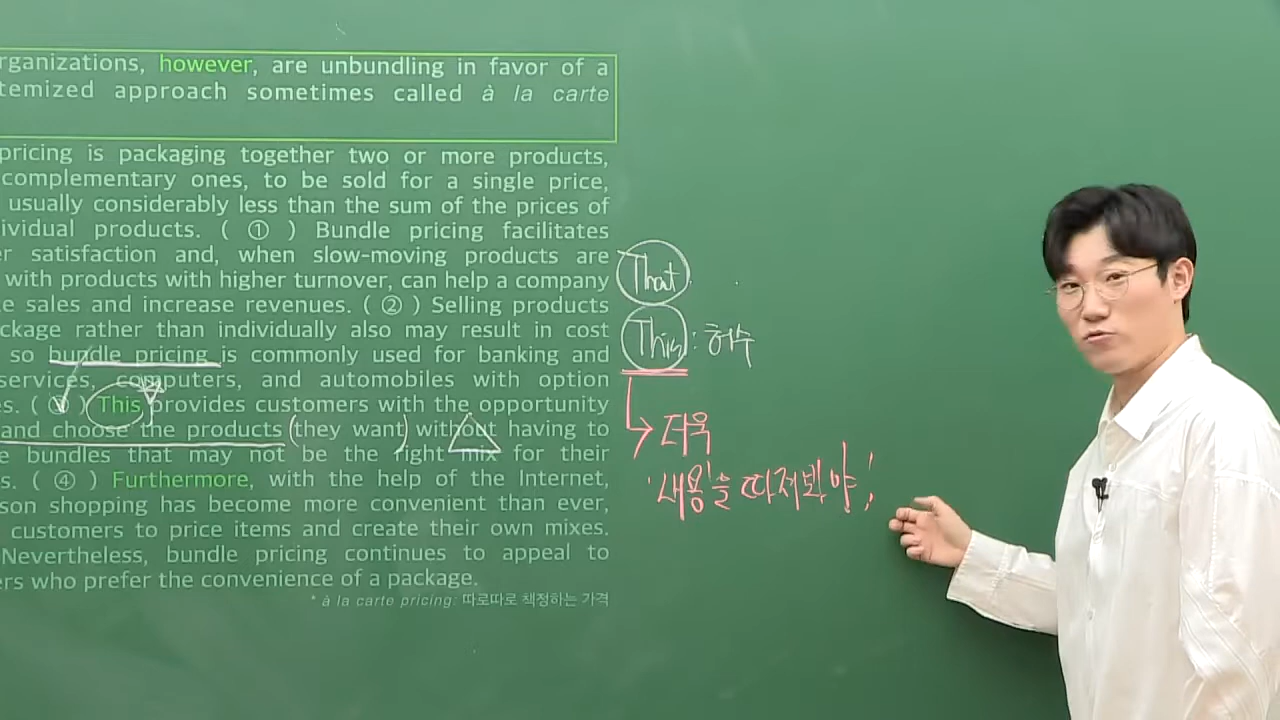 rganizations, however, are unbundling in favor of a
temized approach sometimes called à la carte
pricing is packaging together two or more products,
complementary ones, to be sold for a single price,
usually considerably less than the sum of the prices of
ividual products. ( ① ) Bundle pricing facilitates
er satisfaction and, when slow-moving products are
with products with higher turnover, can help a company
e sales and increase revenues. ( ② ) Selling products
ckage rather than individually also may result in cost
so bundle pricing is commonly used for banking and
services, computers, and automobiles with option
es. ( ③ ) This provides customers with the opportunity
and choose the products (they want) without having to
e bundles that may not be the right mix for their
s. ( ④ ) Furthermore, with the help of the Internet,
son shopping has become more convenient than ever,
customers to price items and create their own mixes.
Nevertheless, bundle pricing continues to appeal to
ers who prefer the convenience of a package.
* à la carte pricing: 따로따로 책정하는 가격
That
This : 허수
더욱
내용을 따져봐야!